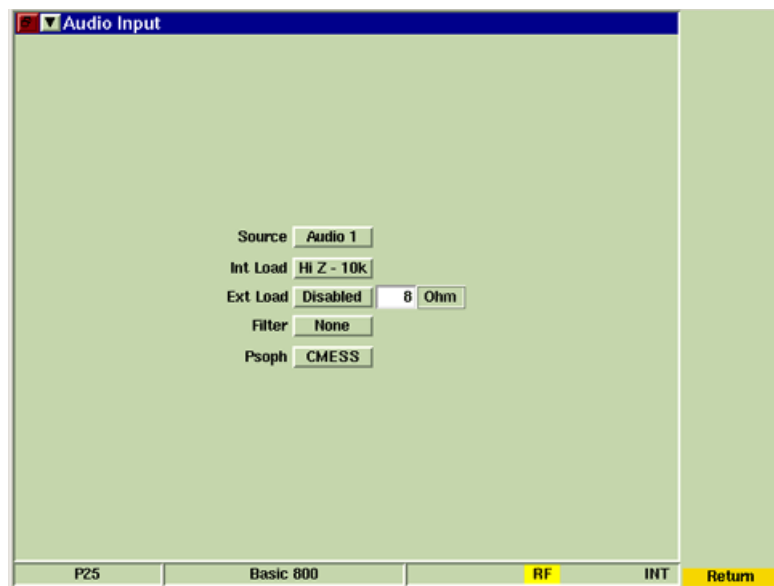 Audio Input
Source Audio 1
Int Load Hi Z - 10k
Ext Load Disabled 8 Ohm
Filter None
Psoph CMESS
P25 Basic 800 RF INT Return